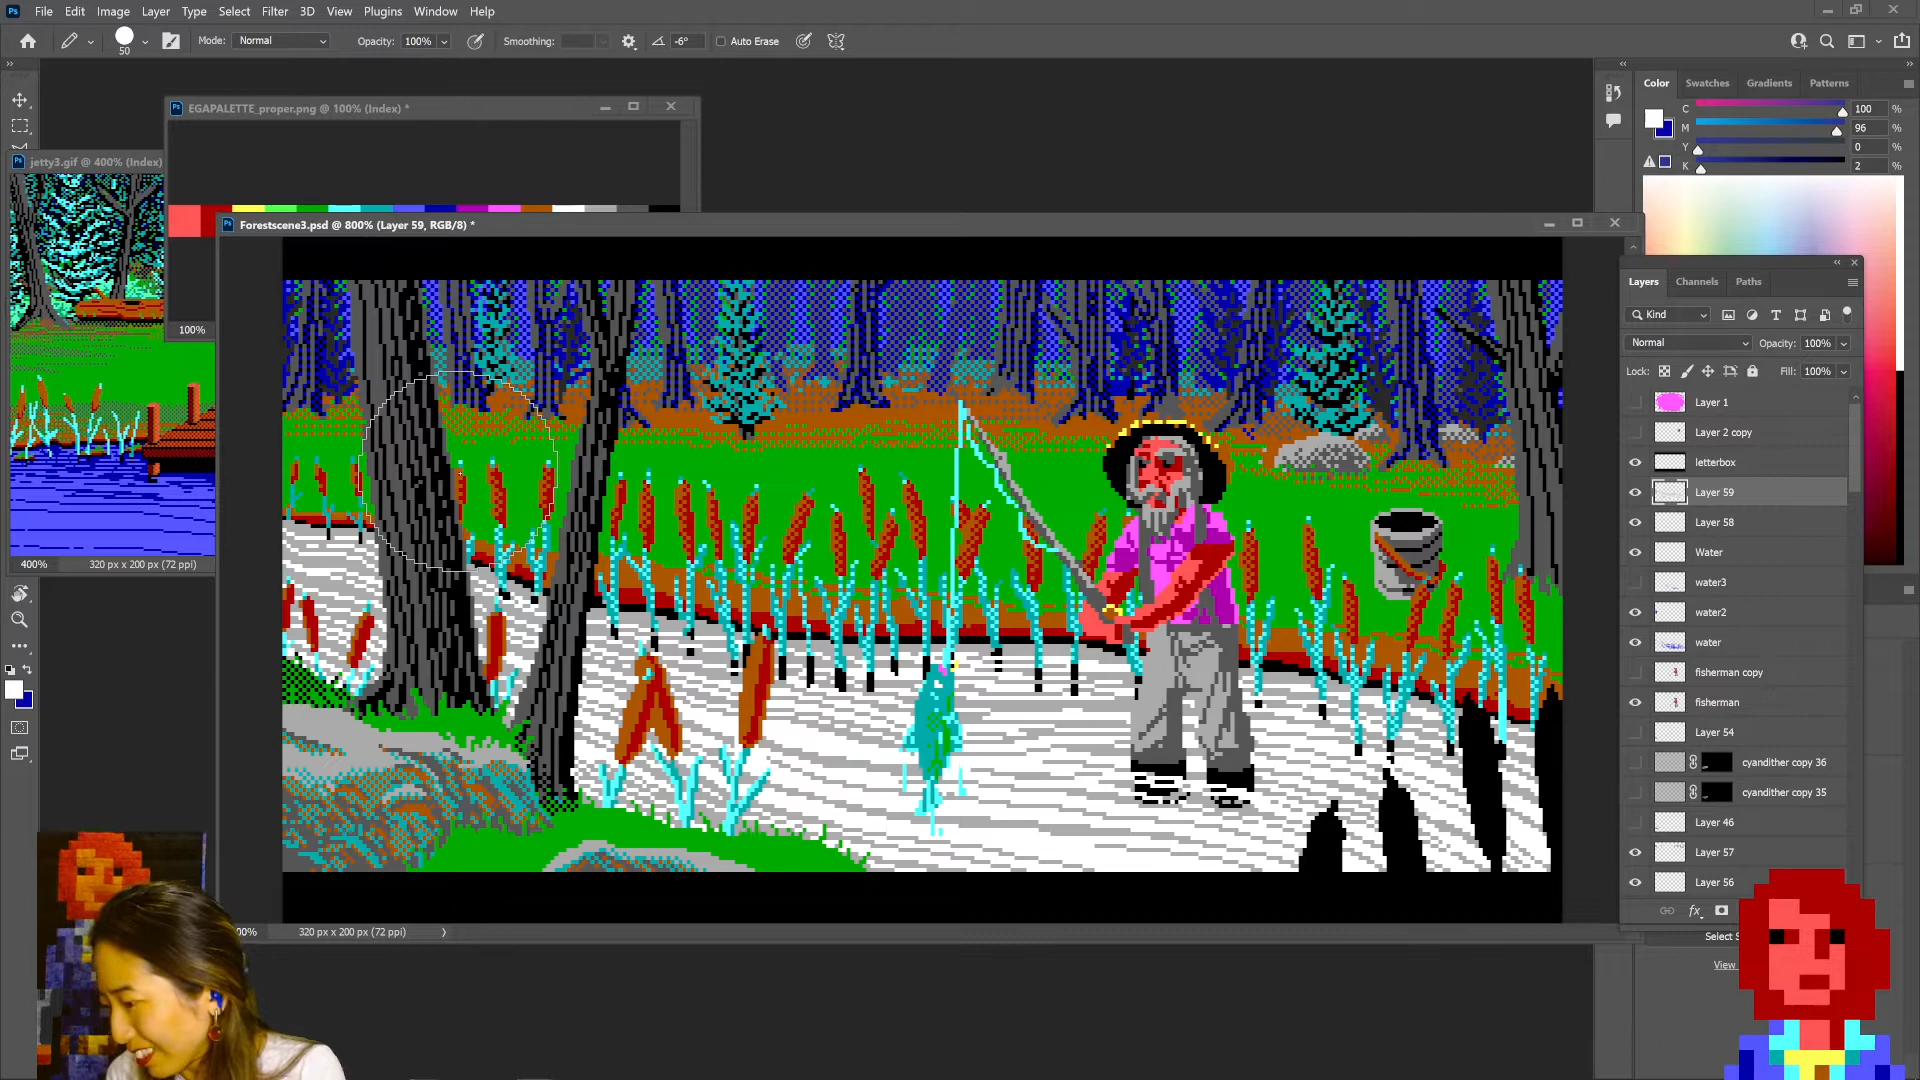 Ps File Edit Image Layer Type Select Filter 3D View Plugins Window Help
50 Mode: Normal Opacity: 100% Smoothing: -6° Auto Erase
EGAPALETTE_proper.png @ 100% (Index) *
jetty3.gif @ 400% (Index)
100%
400% 320 px x 200 px (72 ppi)
Forestscene3.psd @ 800% (Layer 59, RGB/8) *
00% 320 px x 200 px (72 ppi)
Color Swatches Gradients Patterns
C 100 %
M 96 %
Y 0 %
K 2 %
Layers Channels Paths
Kind
Normal Opacity: 100%
Lock: Fill: 100%
Layer 1
Layer 2 copy
letterbox
Layer 59
Layer 58
Water
water3
water2
water
fisherman copy
fisherman
Layer 54
cyandither copy 36
cyandither copy 35
Layer 46
Layer 57
Layer 56
fx
Select S
View